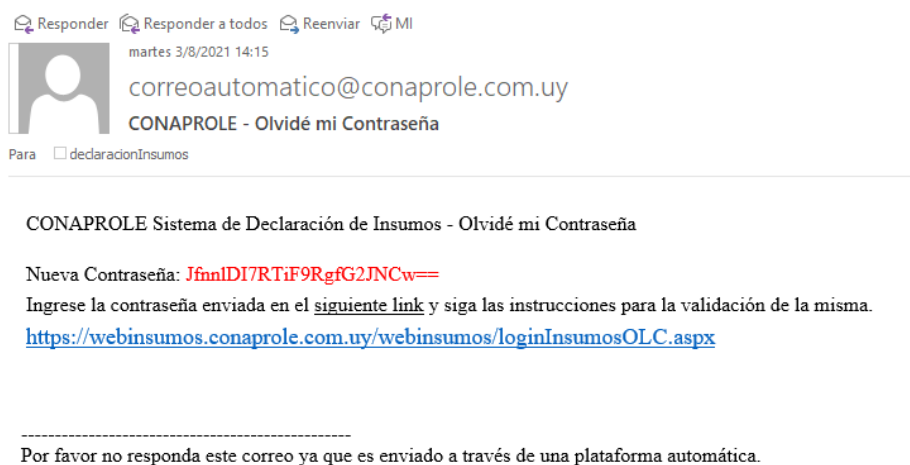 Responder Responder a todos Reenviar MI
martes 3/8/2021 14:15
correoautomatico@conaprole.com.uy
CONAPROLE - Olvidé mi Contraseña
Para declaracionInsumos
CONAPROLE Sistema de Declaración de Insumos - Olvidé mi Contraseña
Nueva Contraseña: JfnnlDI7RTiF9RgfG2JNCw==
Ingrese la contraseña enviada en el siguiente link y siga las instrucciones para la validación de la misma.
https://webinsumos.conaprole.com.uy/webinsumos/loginInsumosOLC.aspx
-------------------------------------------------
Por favor no responda este correo ya que es enviado a través de una plataforma automática.